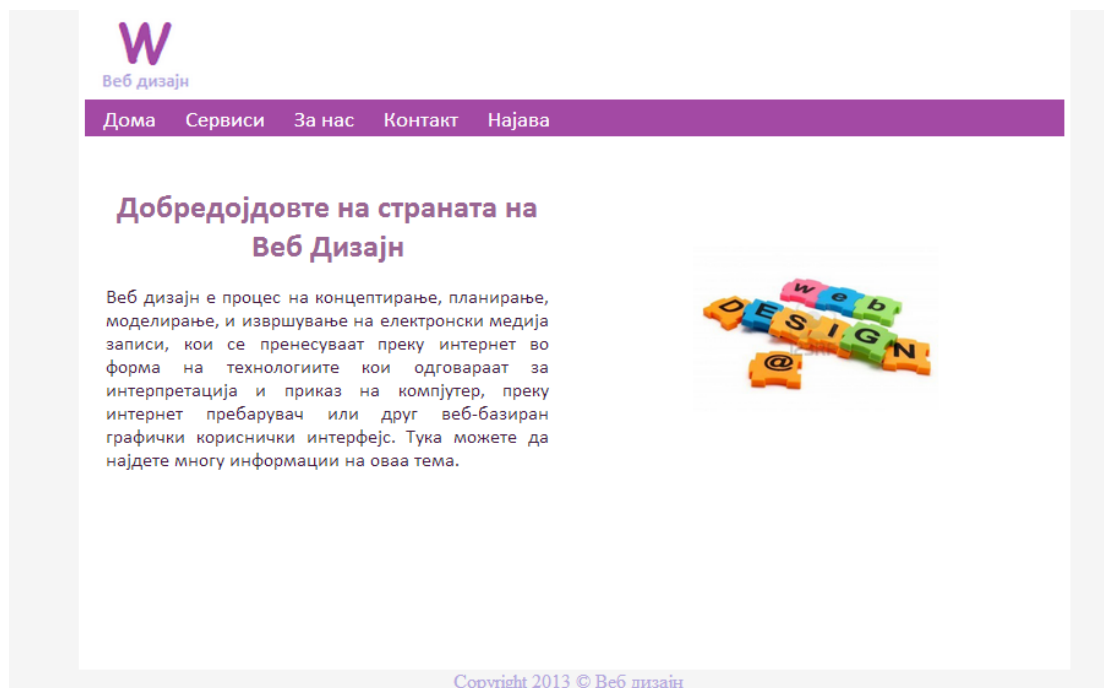 W
Веб дизајн
Дома Сервиси За нас Контакт Најава
Добредојдовте на страната на
Веб Дизајн
Веб дизајн е процес на концептирање, планирање,
моделирање, и извршување на електронски медија
записи, кои се пренесуваат преку интернет во
форма на технологиите кои одговараат за
интерпретација и приказ на компјутер, преку
интернет пребарувач или друг веб-базиран
графички кориснички интерфејс. Тука можете да
најдете многу информации на оваа тема.
web
DESIGN
@
Copyright 2013 © Веб дизајн